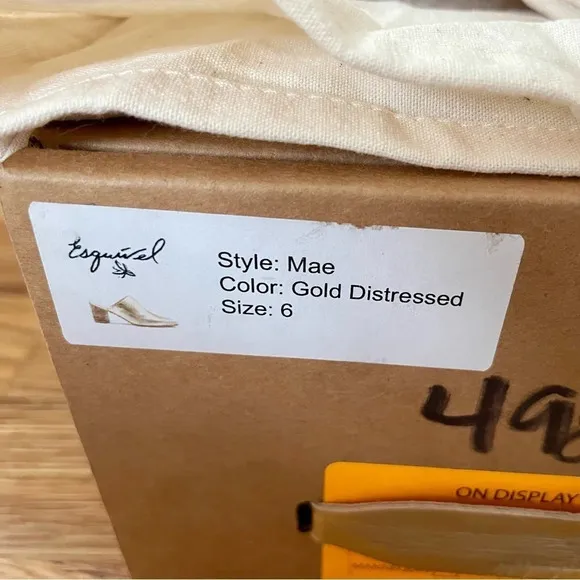 Esquivel
Style: Mae
Color: Gold Distressed
Size: 6
ON DISPLAY